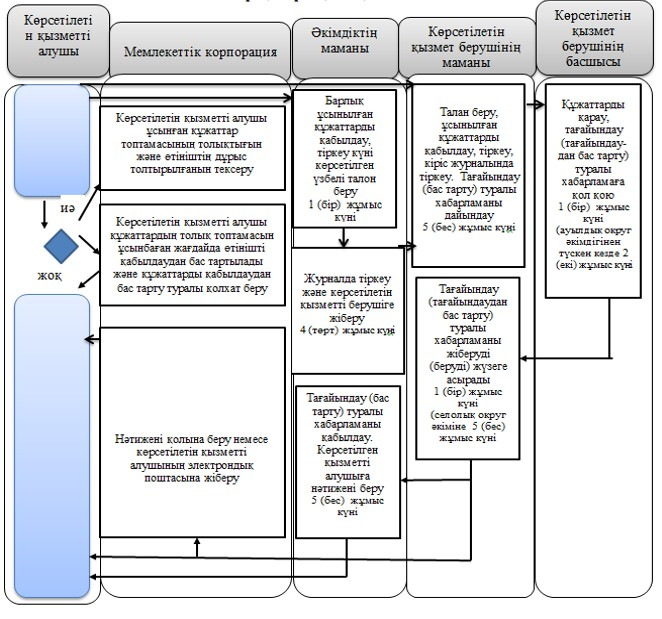 Көрсетілеті
н қызметті
алушы
Мемлекеттік корпорация
Әкімдіктің
маманы
Көрсетілетін
қызмет берушінің
маманы
Көрсетілетін
қызмет
берушінің
басшысы
Көрсетілетін қызметті алушы
ұсынған құжаттар
топтамасын толықтығын
және өтініштің дұрыс
толтырылғанын тексеру
иә
жоқ
Көрсетілетін қызметті алушы
құжаттардың толық топтамасын
ұсынбаған жағдайда өтінішті
қабылдаудан бас тартылады
және құжаттарды қабылдаудан
бас тарту туралы қолхат беру
Нәтижені қолына беру немесе
көрсетілетін қызметті
алушының электрондық
поштасына жіберу
Барлық
ұсынылған
құжаттарды
қабылдау,
тіркеу күні
көрсетілген
үзбелі талон
беру
1 (бір) жұмыс
күні
Журналда тіркеу
және көрсетілетін
қызметті берушіге
жіберу
4 (төрт) жұмыс күні
Тағайындау (бас
тарту) туралы
хабарламаны
қабылдау.
Көрсетілген
қызметті
алушыға
нәтижені беру
5 (бес) жұмыс
күні
Талан беру,
ұсынылған
құжаттарды
қабылдау, тіркеу,
кіріс журналында
тіркеу. Тағайындау
(бас тарту) туралы
хабарламаны
дайындау
5 (бес) жұмыс күні
Тағайындау
(тағайындаудан
бас тарту)
туралы
хабарламаны
жіберуді
(беруді) жүзеге
асырады
1 (бір) жұмыс
күні
(селолық округ
әкіміне 5 (бес)
жұмыс күні
Құжаттарды
қарау,
тағайындау
(тағайындау-
дан бас тарту)
туралы
хабарламаға
қол қою
1 (бір) жұмыс
күні
(ауылдық округ
әкімдігінен
түскен кезде 2
(екі) жұмыс күні